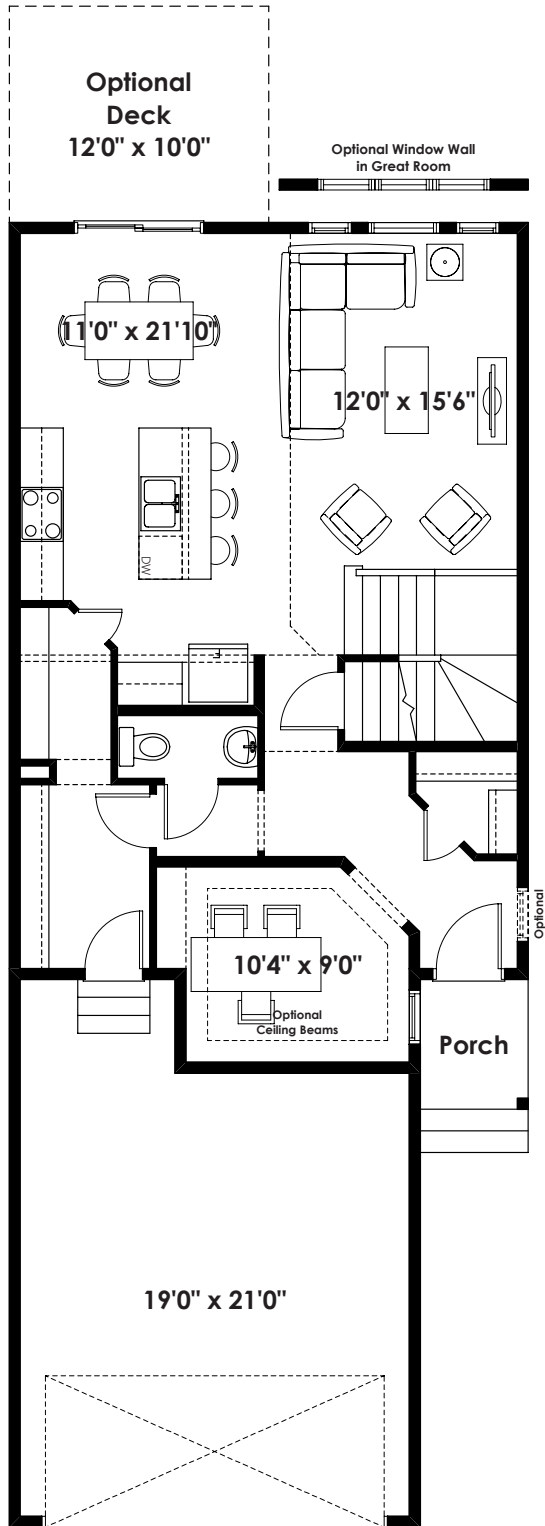 Optional
Deck
12'0" x 10'0"
Optional Window Wall
in Great Room
11'0" x 21'10"
12'0" x 15'6"
DW
10'4" x 9'0"
Optional
Ceiling Beams
Optional
Porch
19'0" x 21'0"